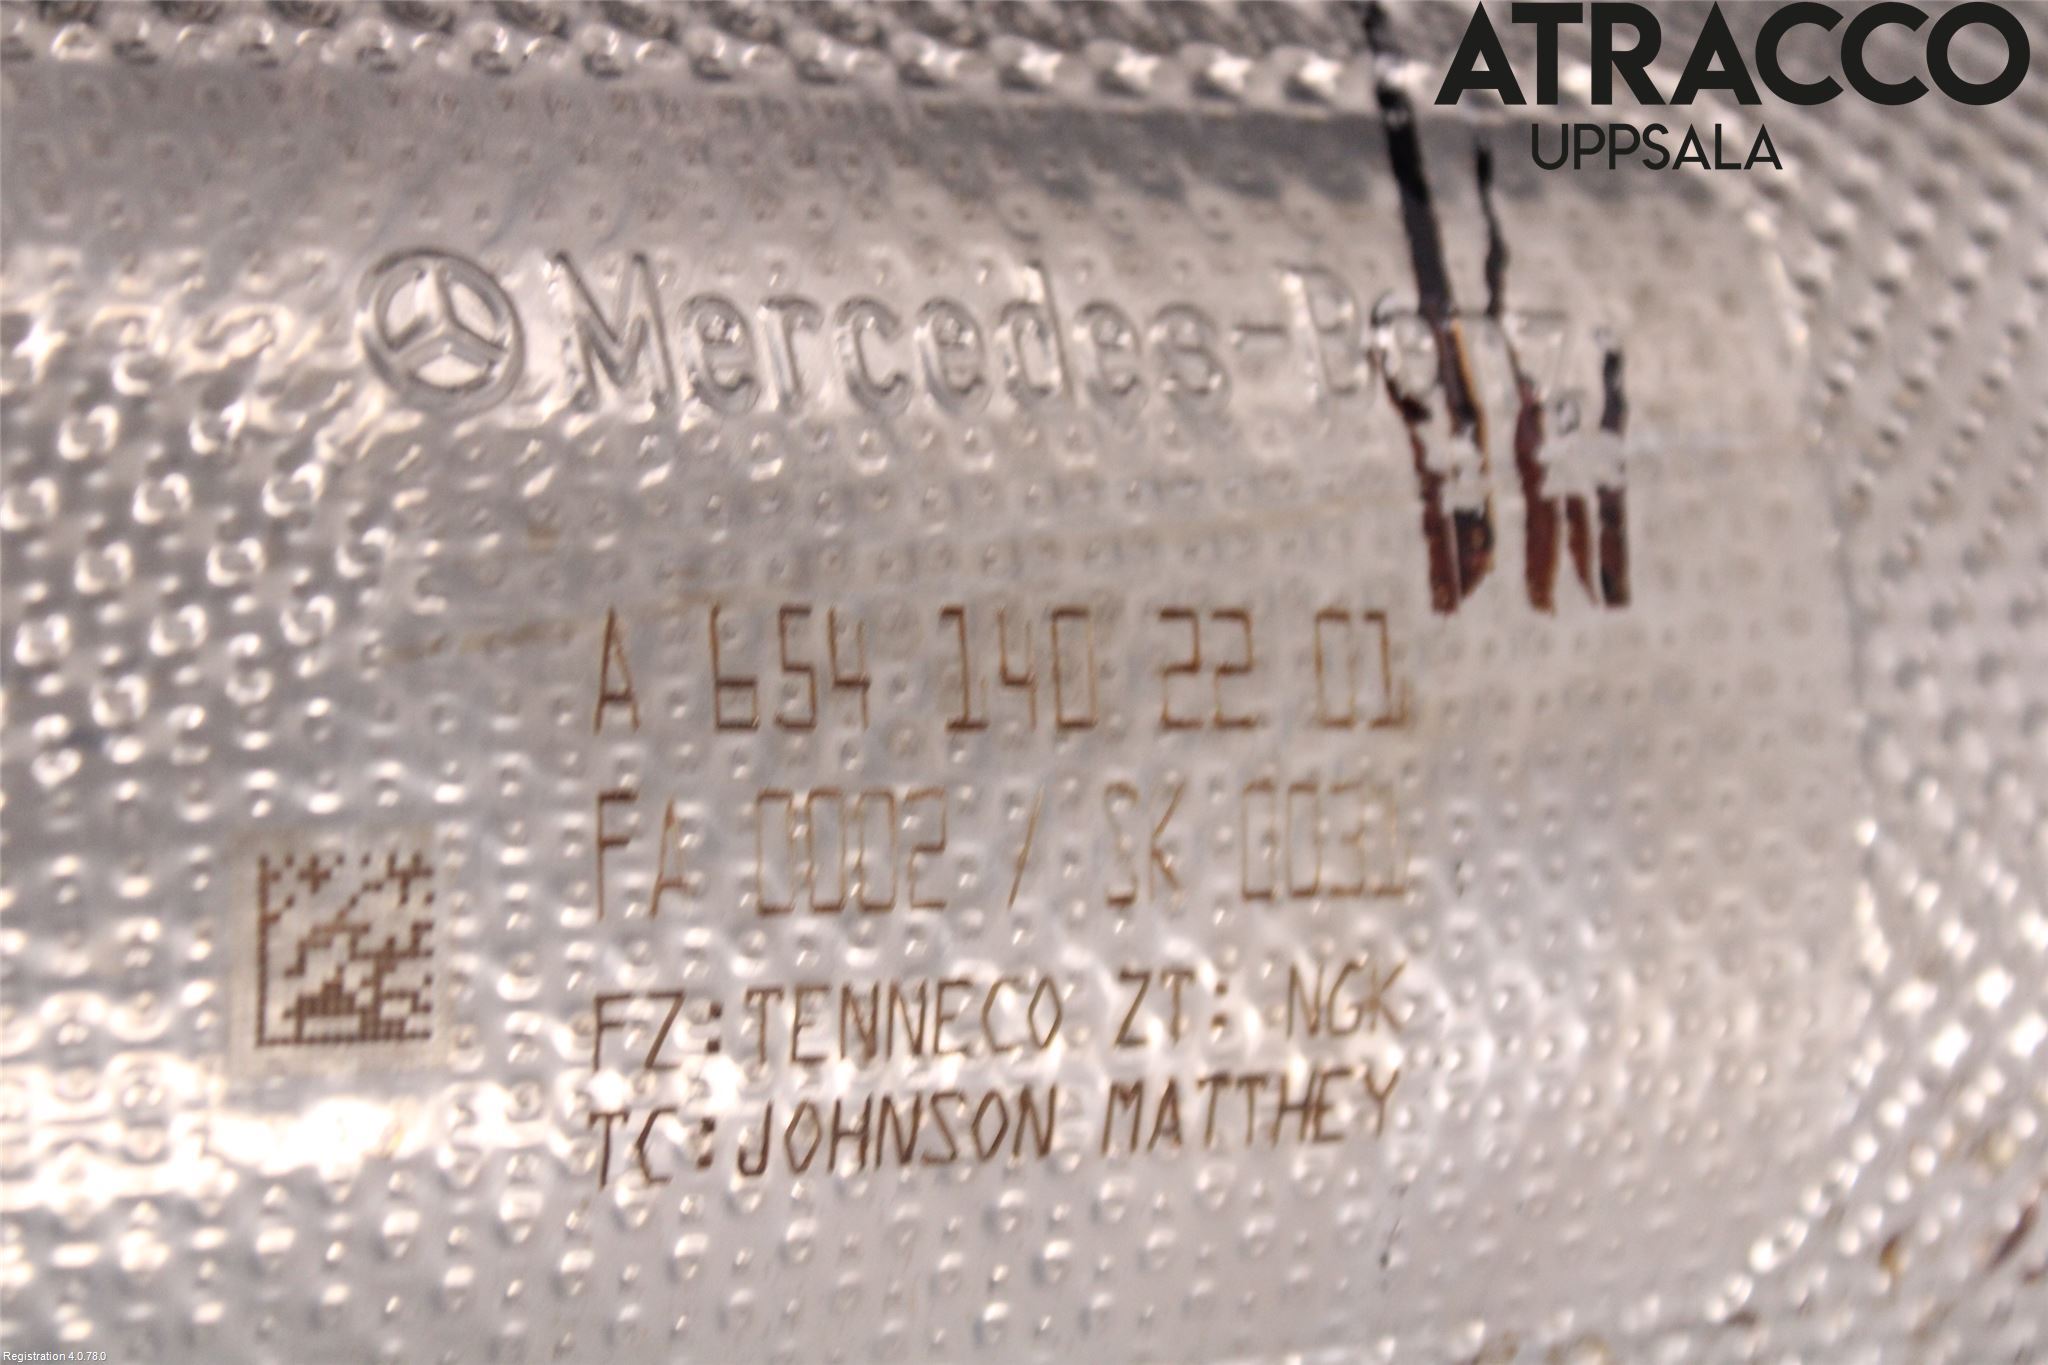 ATRACCO
UPPSALA
Mercedes-Benz
A 654 140 22 01
FA 0002 / SK 0031
FZ:TENNECO ZT: NGK
TC:JOHNSON MATTHEY
Registration 4.0.78.0